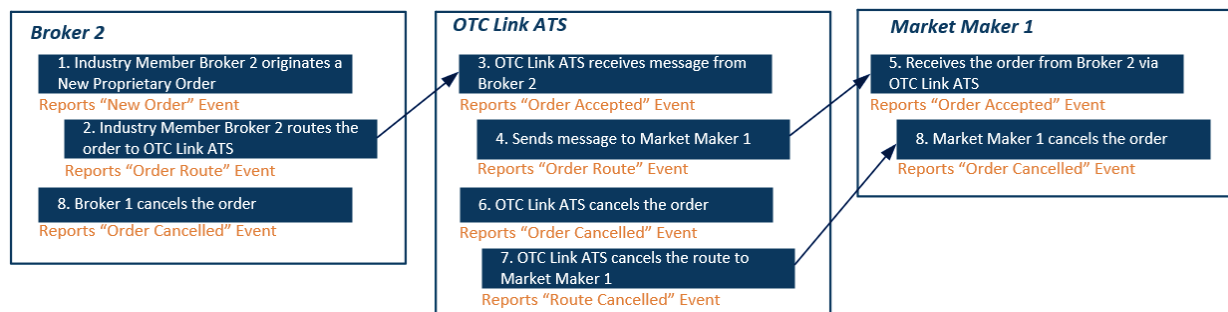 Broker 2
1. Industry Member Broker 2 originates a
New Proprietary Order
Reports “New Order” Event
2. Industry Member Broker 2 routes the
order to OTC Link ATS
Reports “Order Route” Event
8. Broker 1 cancels the order
Reports “Order Cancelled” Event
OTC Link ATS
3. OTC Link ATS receives message from
Broker 2
Reports “Order Accepted” Event
4. Sends message to Market Maker 1
Reports “Order Route” Event
6. OTC Link ATS cancels the order
Reports “Order Cancelled” Event
7. OTC Link ATS cancels the route to
Market Maker 1
Reports “Route Cancelled” Event
Market Maker 1
5. Receives the order from Broker 2 via
OTC Link ATS
Reports “Order Accepted” Event
8. Market Maker 1 cancels the order
Reports “Order Cancelled” Event